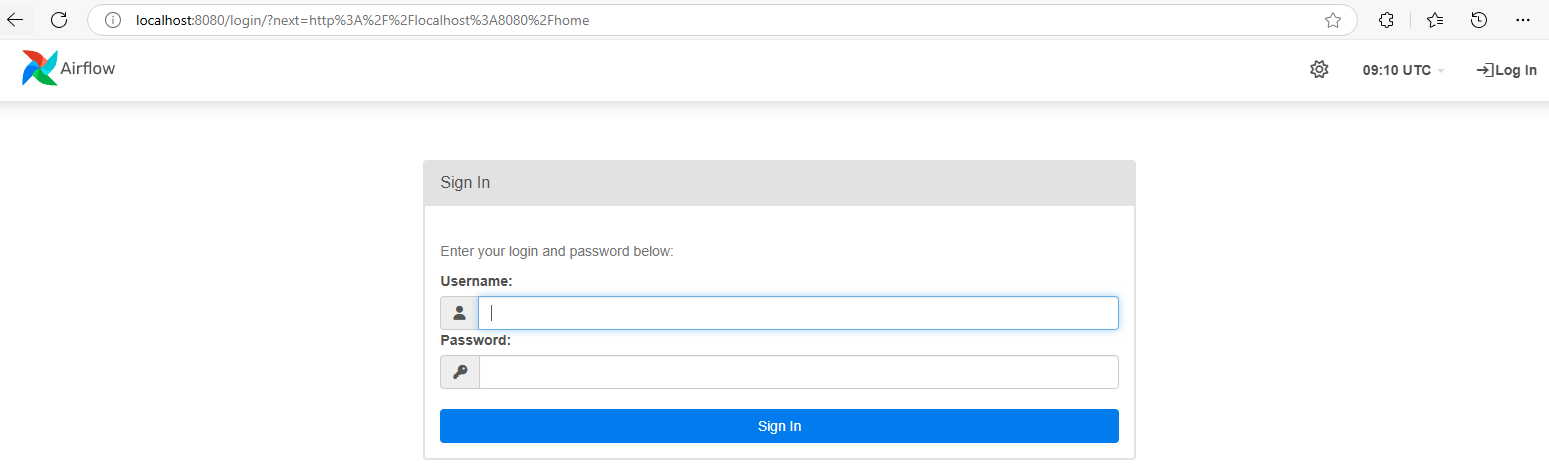 localhost:8080/login/?next=http%3A%2F%2Flocalhost%3A8080%2Fhome
Airflow
09:10 UTC
Log In
Sign In
Enter your login and password below:
Username:
Password:
Sign In